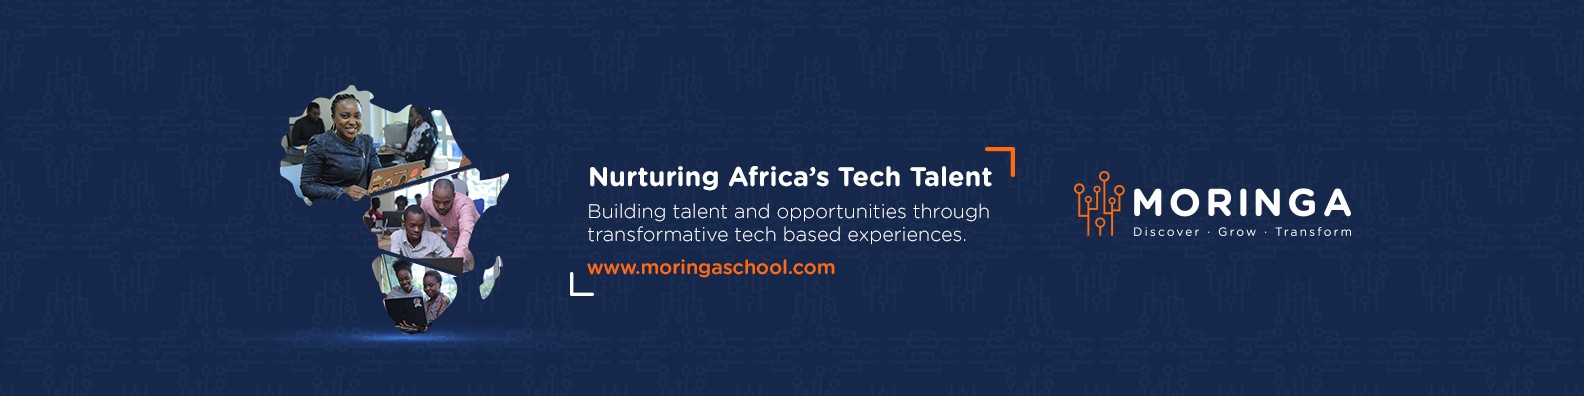 Nurturing Africa's Tech Talent
Building talent and opportunities through
transformative tech based experiences.
www.moringaschool.com
MORINGA
Discover · Grow · Transform